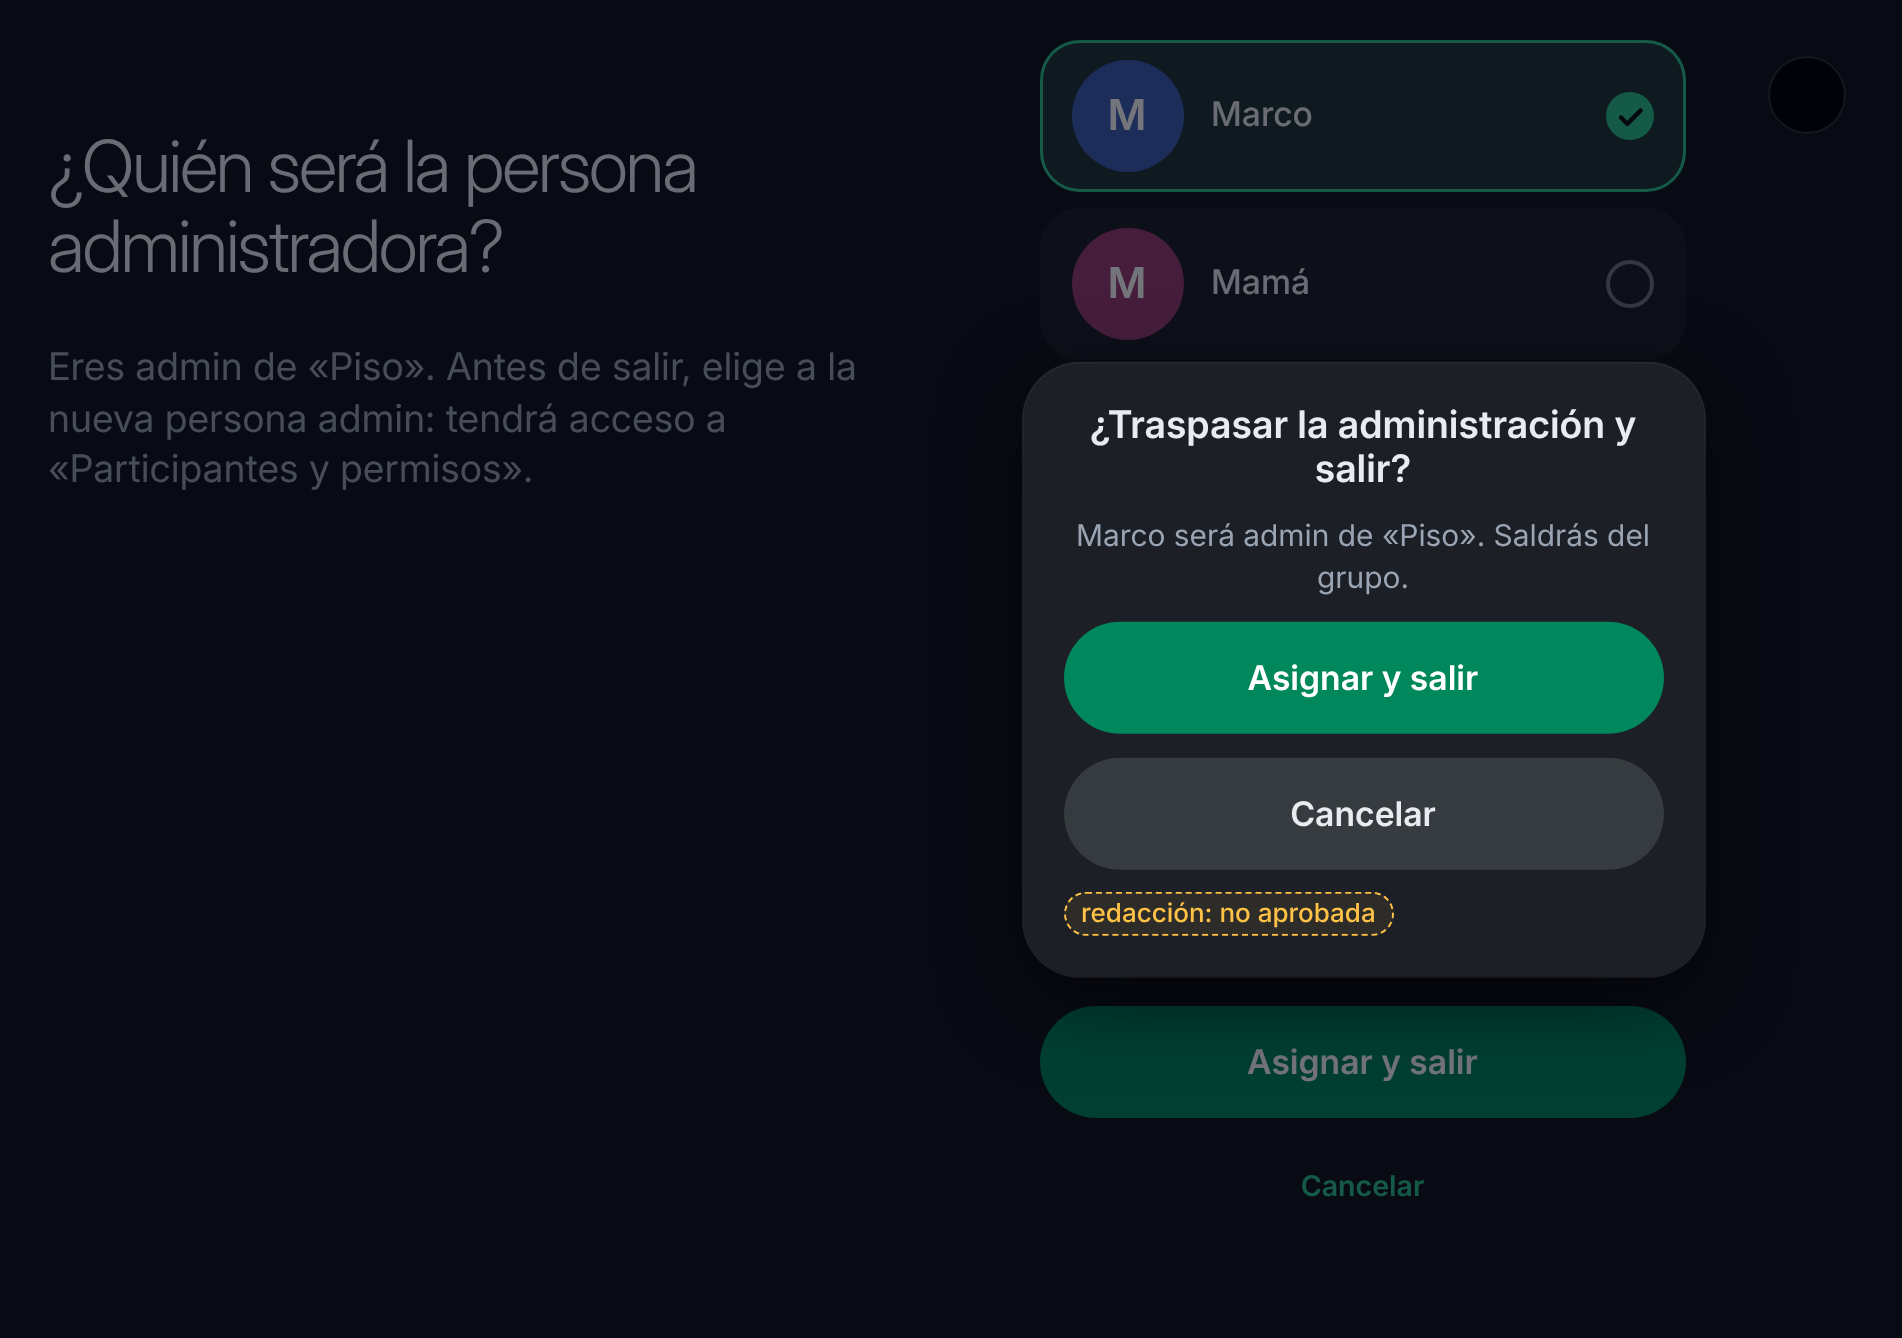 ¿Quién será la persona
administradora?
Eres admin de «Piso». Antes de salir, elige a la
nueva persona admin: tendrá acceso a
«Participantes y permisos».
M
Marco
M
Mamá
¿Traspasar la administración y
salir?
Marco será admin de «Piso». Saldrás del
grupo.
Asignar y salir
Cancelar
redacción: no aprobada
Asignar y salir
Cancelar